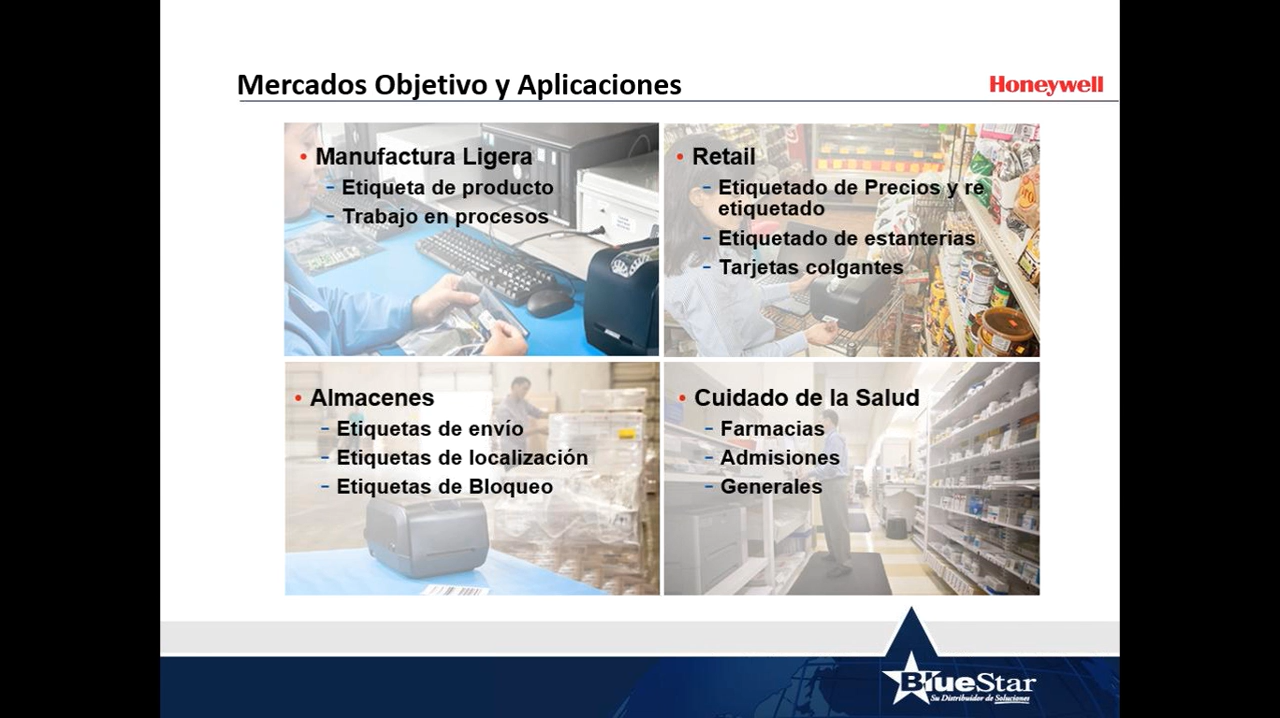 Mercados Objetivo y Aplicaciones
Honeywell
• Manufactura Ligera
– Etiqueta de producto
– Trabajo en procesos
• Retail
– Etiquetado de Precios y re
etiquetado
– Etiquetado de estanterias
– Tarjetas colgantes
• Almacenes
– Etiquetas de envío
– Etiquetas de localización
– Etiquetas de Bloqueo
• Cuidado de la Salud
– Farmacias
– Admisiones
– Generales
BlueStar
Su Distribuidor de Soluciones